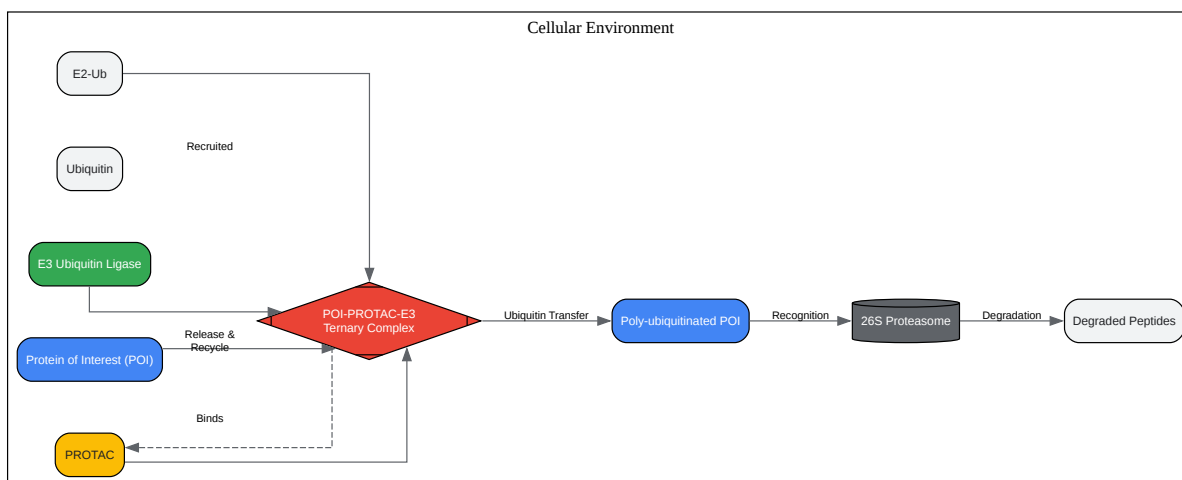 Cellular Environment
E2-Ub
Recruited
Ubiquitin
E3 Ubiquitin Ligase
POI-PROTAC-E3
Ternary Complex
Ubiquitin Transfer
Poly-ubiquitinated POI
Recognition
26S Proteasome
Degradation
Degraded Peptides
Release &
Recycle
Protein of Interest (POI)
Binds
PROTAC